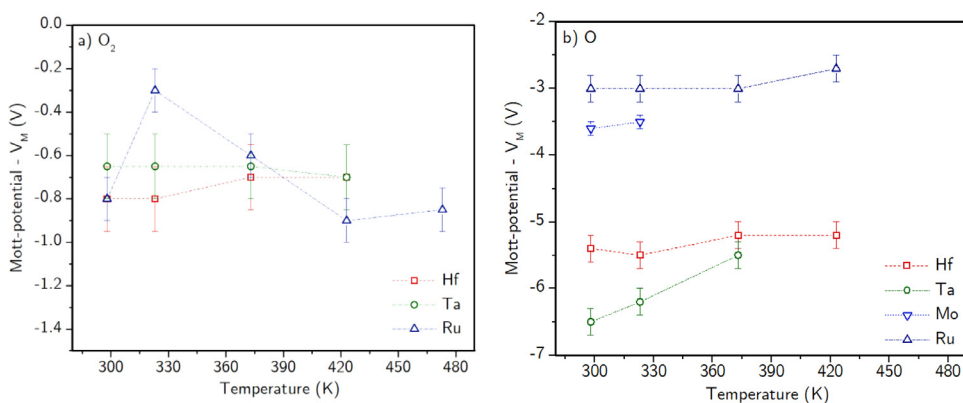 a) O₂
Mott-potential - V_M (V)
0.0
-0.2
-0.4
-0.6
-0.8
-1.0
-1.2
-1.4
Hf
Ta
Ru
300 330 360 390 420 450 480
Temperature (K)
b) O
Mott-potential - V_M (V)
-2
-3
-4
-5
-6
-7
Hf
Ta
Mo
Ru
300 330 360 390 420 450 480
Temperature (K)